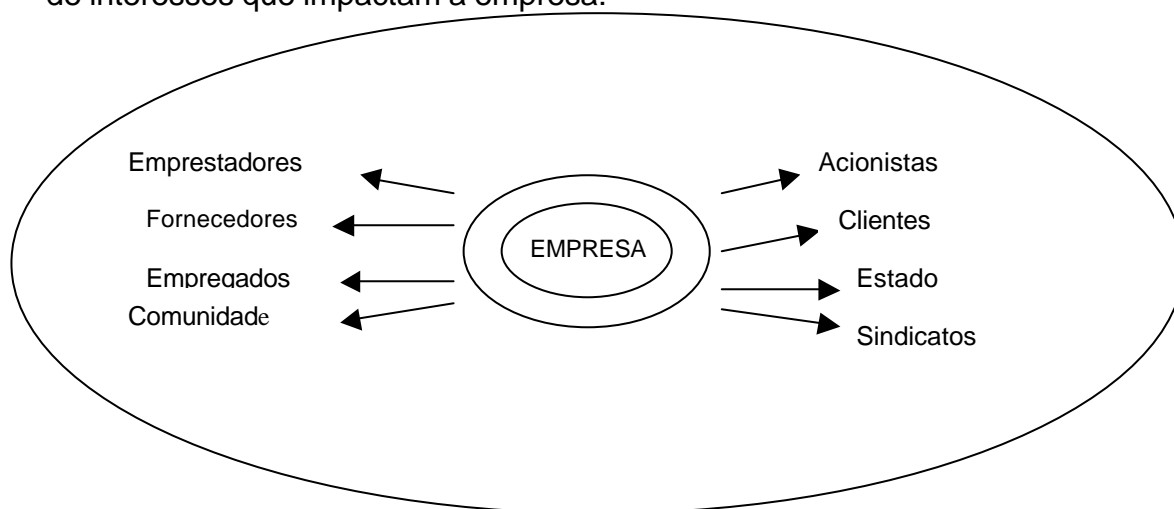 de interesses que impactam a empresa.
Emprestadores
Fornecedores
Empregados
Comunidade
EMPRESA
Acionistas
Clientes
Estado
Sindicatos